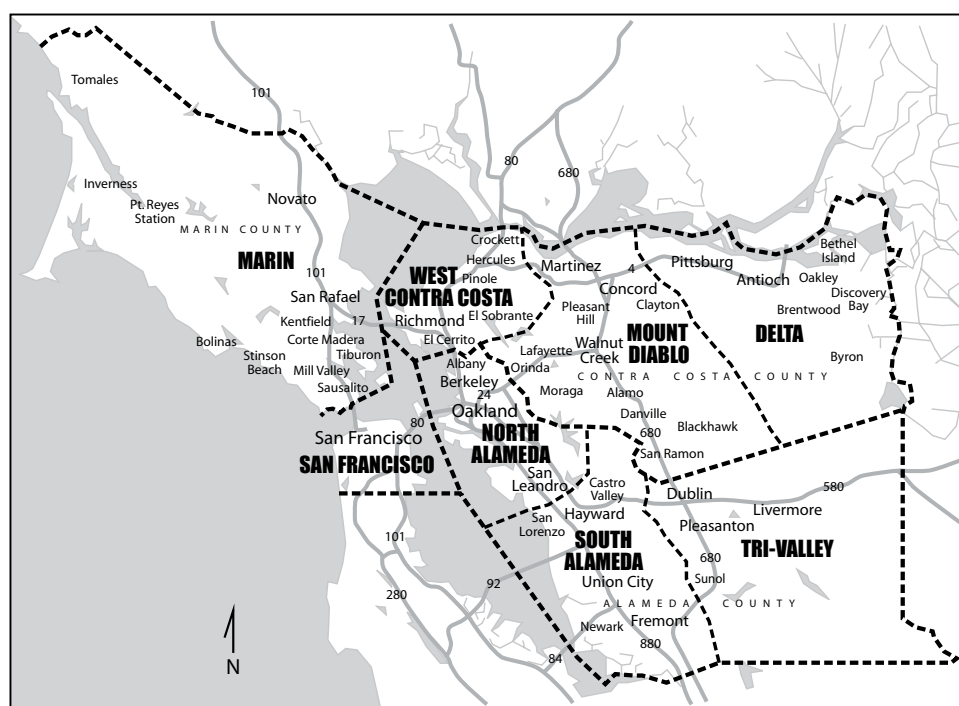 Tomales
101
80
680
Inverness
Pt. Reyes
Station
Novato
MARIN COUNTY
MARIN
101
San Rafael
Kentfield
17
Corte Madera
Bolinas
Stinson
Beach
Tiburon
Mill Valley
Sausalito
Crockett
Hercules
WEST
CONTRA COSTA
Pinole
Richmond
El Sobrante
El Cerrito
Martinez
4
Concord
Pleasant
Hill
Clayton
MOUNT
DIABLO
Walnut
Creek
Lafayette
Orinda
CONTRA COSTA COUNTY
Moraga
Alamo
Danville
680
Blackhawk
San Ramon
Pittsburg
Antioch
Bethel
Island
Oakley
Discovery
Bay
Brentwood
DELTA
Byron
Albany
Berkeley
24
Oakland
80
NORTH
ALAMEDA
San
Leandro
San Francisco
SAN FRANCISCO
Castro
Valley
Hayward
San
Lorenzo
SOUTH
ALAMEDA
Union City
ALAMEDA COUNTY
Newark
Fremont
880
Dublin
580
Livermore
Pleasanton
TRI-VALLEY
680
Sunol
101
92
280
84
N